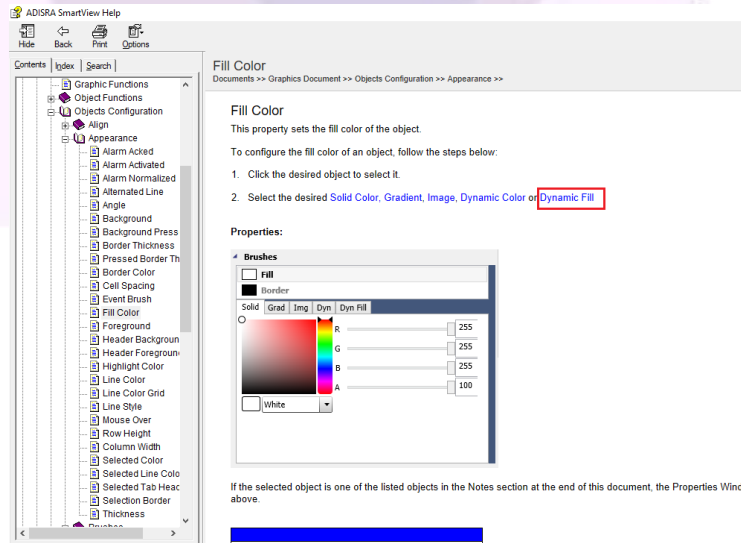 ADISRA SmartView Help
Hide Back Print Options
Contents Index Search
Graphic Functions
Object Functions
Objects Configuration
Align
Appearance
Alarm Acked
Alarm Activated
Alarm Normalized
Alternated Line
Angle
Background
Background Press
Border Thickness
Pressed Border Th
Border Color
Cell Spacing
Event Brush
Fill Color
Foreground
Header Backgroun
Header Foregroun
Highlight Color
Line Color
Line Color Grid
Line Style
Mouse Over
Row Height
Column Width
Selected Color
Selected Line Colo
Selected Tab Heac
Selection Border
Thickness
Brushes
Fill Color
Documents >> Graphics Document >> Objects Configuration >> Appearance >>
Fill Color
This property sets the fill color of the object.
To configure the fill color of an object, follow the steps below:
1. Click the desired object to select it.
2. Select the desired Solid Color, Gradient, Image, Dynamic Color or Dynamic Fill
Properties:
Brushes
Fill
Border
Solid Grad Img Dyn Dyn Fill
R 255
G 255
B 255
A 100
White
If the selected object is one of the listed objects in the Notes section at the end of this document, the Properties Winc
above.